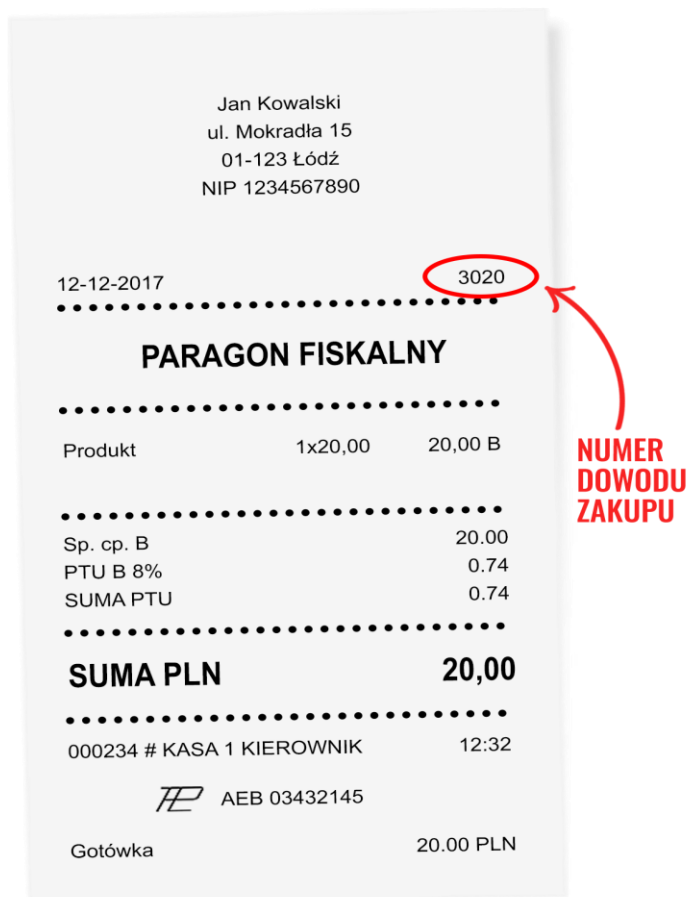 Jan Kowalski
ul. Mokradła 15
01-123 Łódź
NIP 1234567890
12-12-2017 3020
PARAGON FISKALNY
Produkt 1x20,00 20,00 B
NUMER
DOWODU
ZAKUPU
Sp. cp. B 20.00
PTU B 8% 0.74
SUMA PTU 0.74
SUMA PLN 20,00
000234 # KASA 1 KIEROWNIK 12:32
AEB 03432145
Gotówka 20.00 PLN